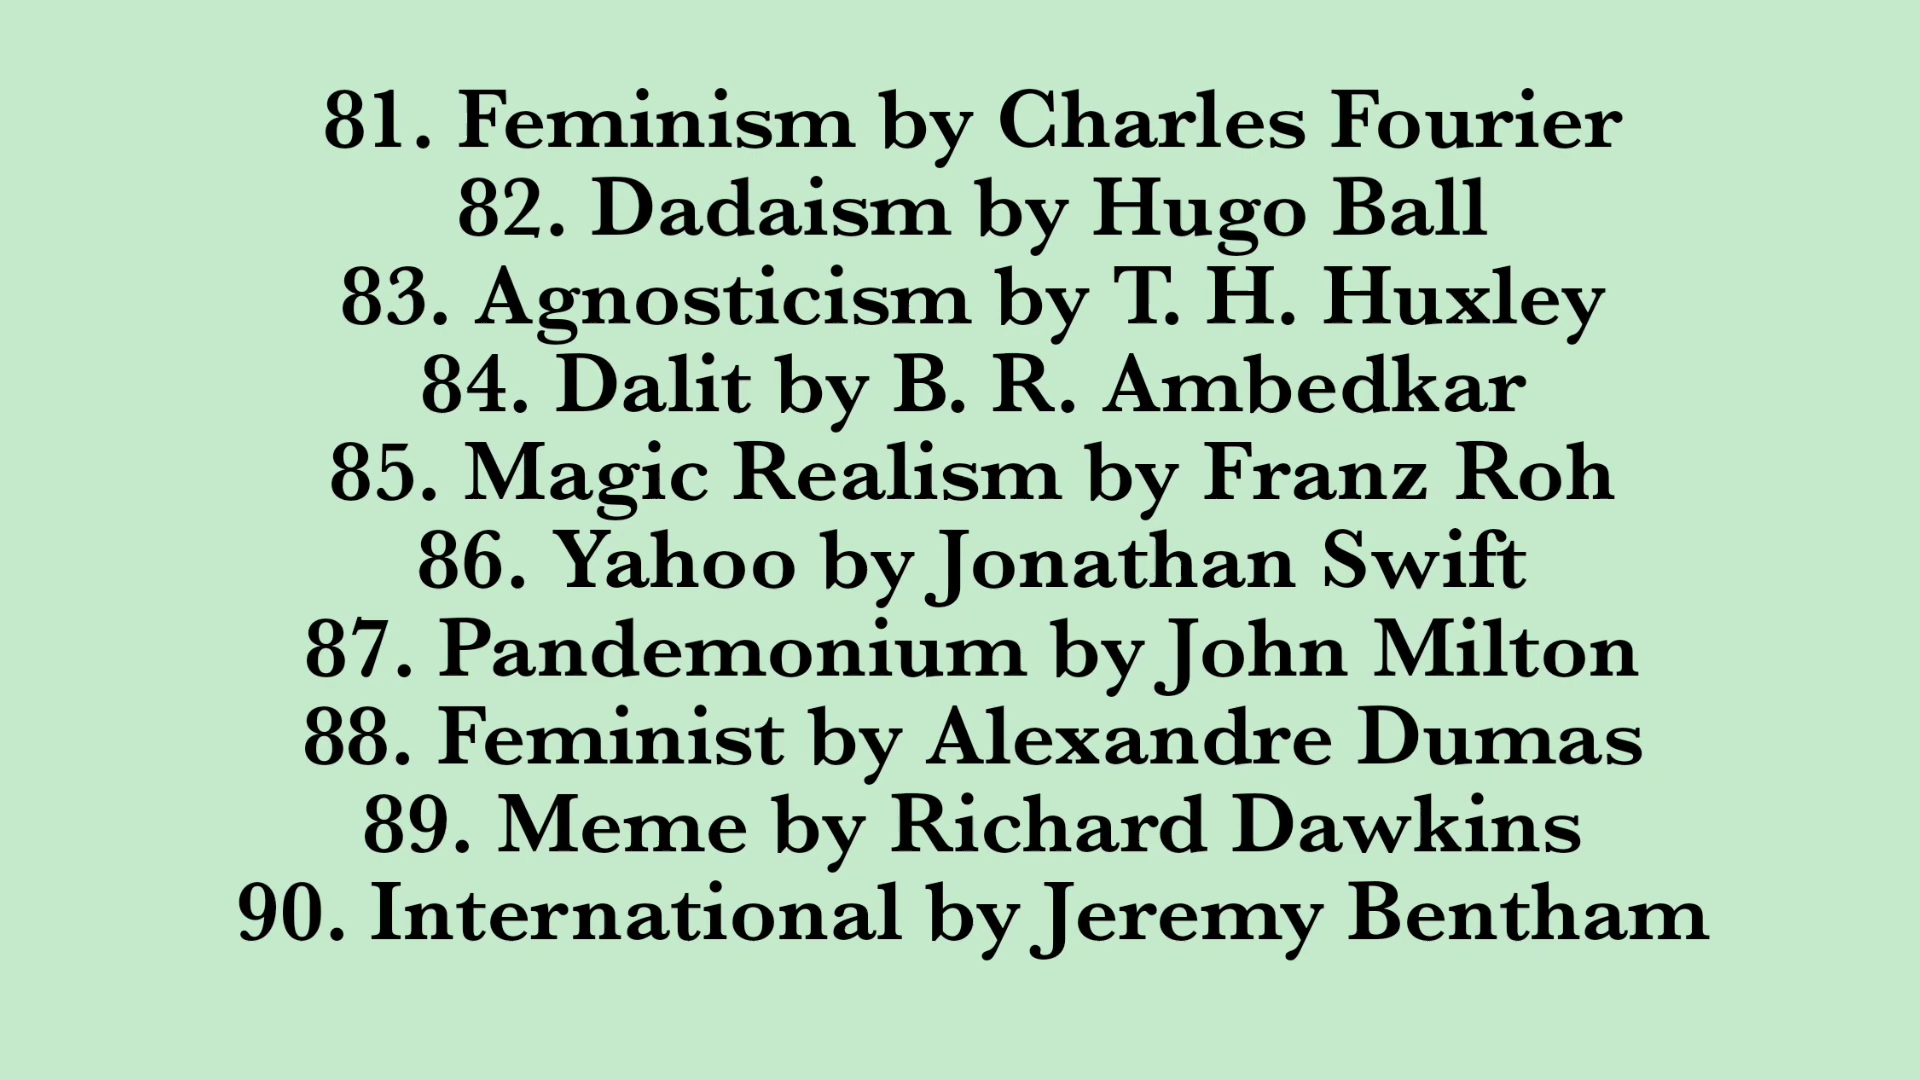 81. Feminism by Charles Fourier
82. Dadaism by Hugo Ball
83. Agnosticism by T. H. Huxley
84. Dalit by B. R. Ambedkar
85. Magic Realism by Franz Roh
86. Yahoo by Jonathan Swift
87. Pandemonium by John Milton
88. Feminist by Alexandre Dumas
89. Meme by Richard Dawkins
90. International by Jeremy Bentham